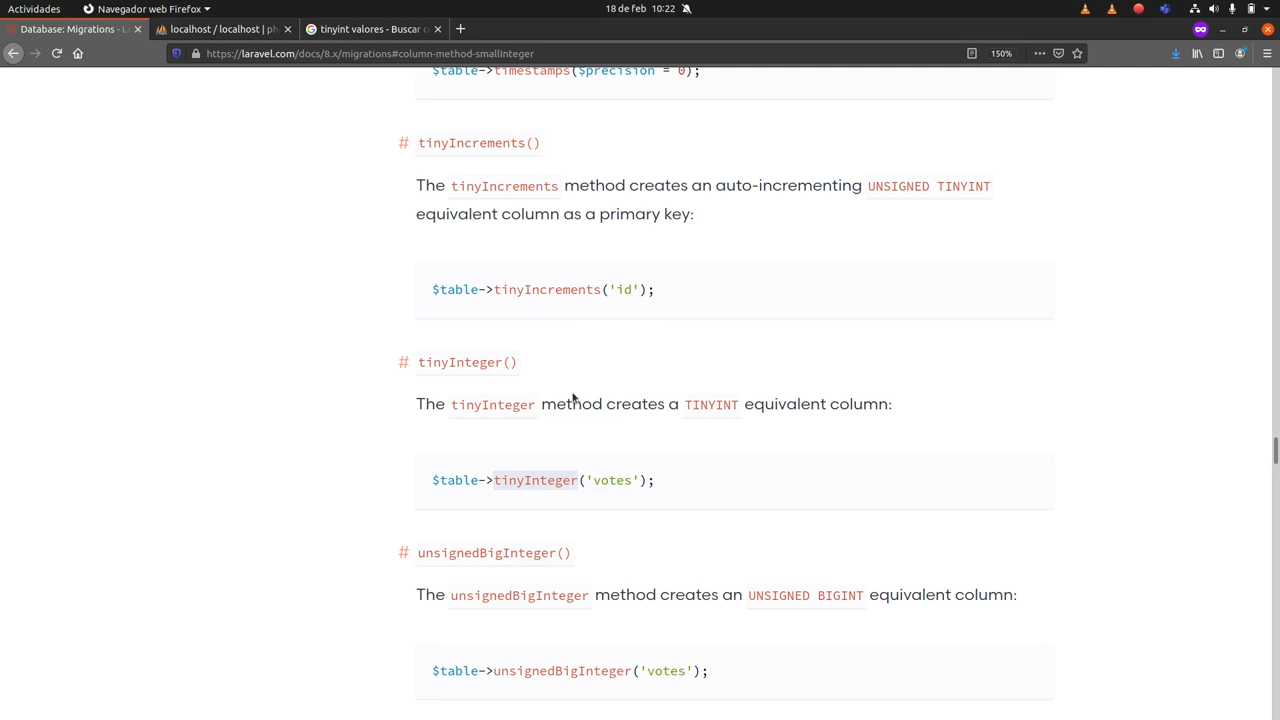 Actividades
Navegador web Firefox
18 de feb 10:22
Database: Migrations - L
localhost / localhost | ph
tinyint valores - Buscar c
https://laravel.com/docs/8.x/migrations#column-method-smallInteger
150%
$table->timestamps($precision = 0);
# tinyIncrements()
The tinyIncrements method creates an auto-incrementing UNSIGNED TINYINT
equivalent column as a primary key:
$table->tinyIncrements('id');
# tinyInteger()
The tinyInteger method creates a TINYINT equivalent column:
$table->tinyInteger('votes');
# unsignedBigInteger()
The unsignedBigInteger method creates an UNSIGNED BIGINT equivalent column:
$table->unsignedBigInteger('votes');